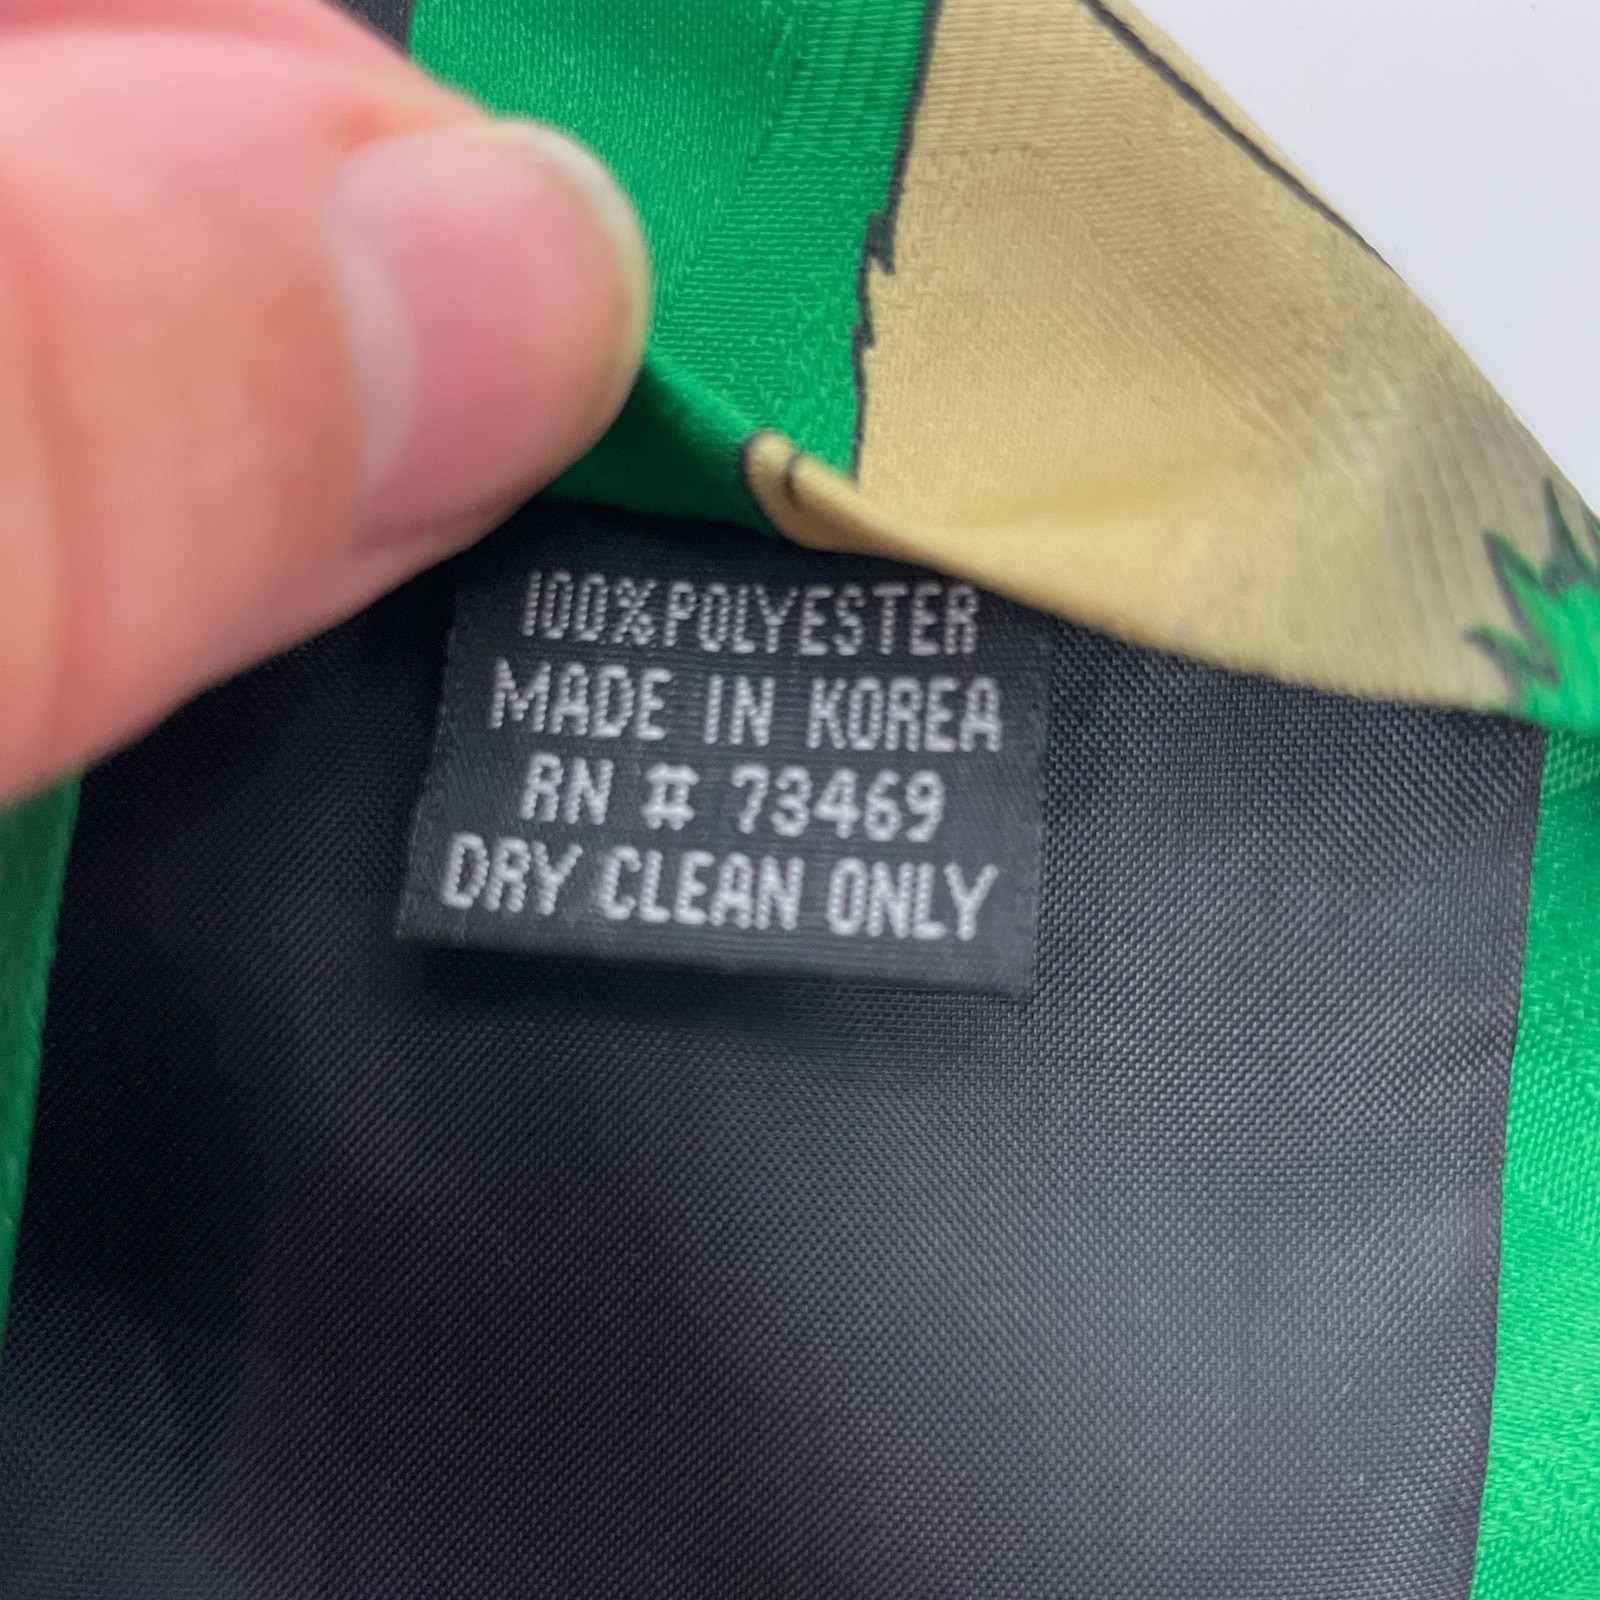 100% POLYESTER
MADE IN KOREA
RN # 73469
DRY CLEAN ONLY